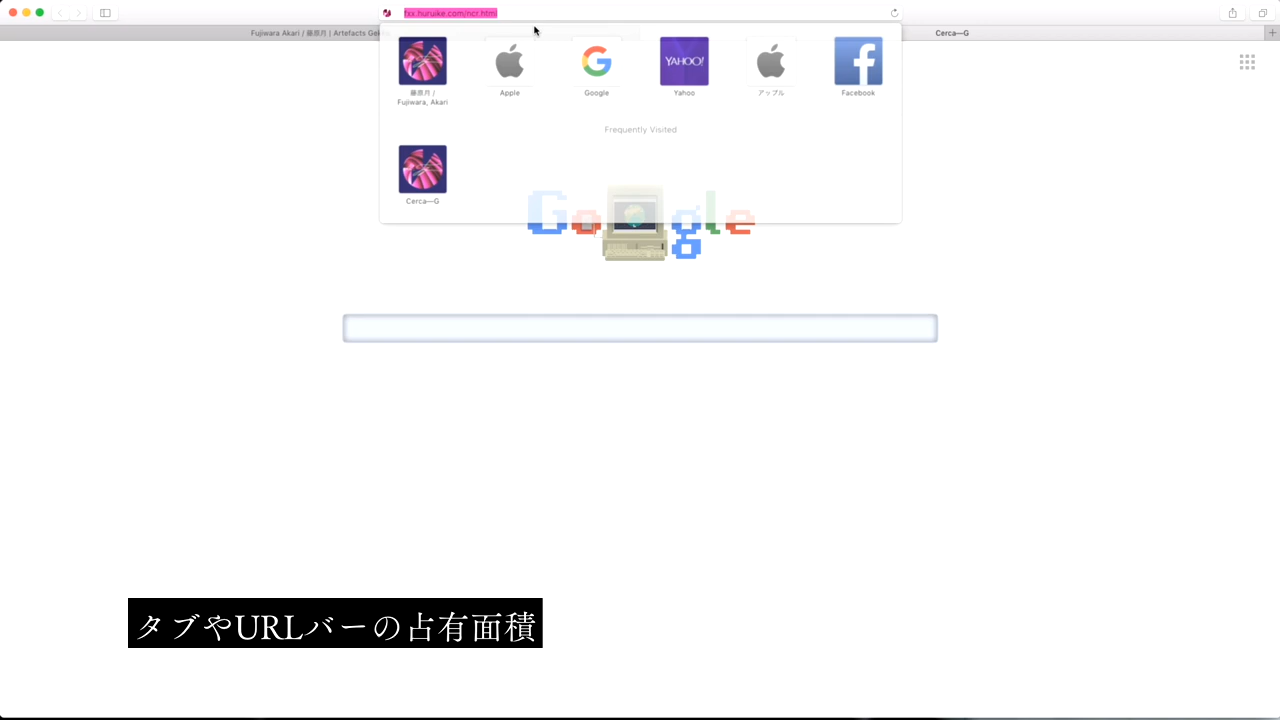 fxx.huruike.com/ncr.html
Fujiwara Akari / 藤原月 | Artefacts
Cerca—G
藤原月 /
Fujiwara, Akari
Apple
Google
YAHOO!
Yahoo
アップル
Facebook
Frequently Visited
Cerca—G
Google
タブやURLバーの占有面積